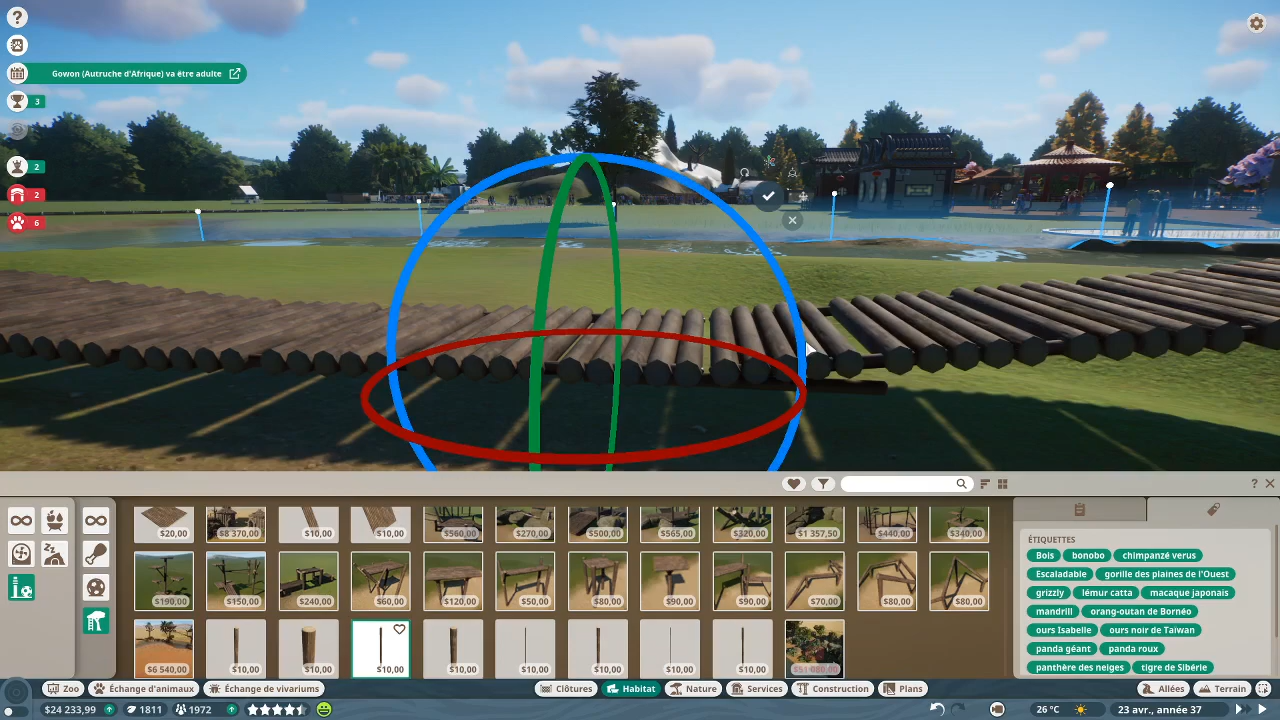 ?
Gowon (Autruche d'Afrique) va être adulte
3
2
2
6
?
$20,00 $8 370,00 $10,00 $10,00 $560,00 $270,00 $500,00 $565,00 $320,00 $1 357,50 $440,00 $340,00
$190,00 $150,00 $240,00 $60,00 $120,00 $50,00 $80,00 $90,00 $90,00 $70,00 $80,00 $80,00
$6 540,00 $10,00 $10,00 $10,00 $10,00 $10,00 $10,00 $10,00 $10,00
ÉTIQUETTES
Bois bonobo chimpanzé verus
Escaladable gorille des plaines de l'Ouest
grizzly lémur catta macaque japonais
mandrill orang-outan de Bornéo
ours Isabelle ours noir de Taïwan
panda géant panda roux
panthère des neiges tigre de Sibérie
Zoo Échange d'animaux Échange de vivariums Clôtures Habitat Nature Services Construction Plans Allées Terrain
$24 233,99 1811 1972 26 °C 23 avr., année 37